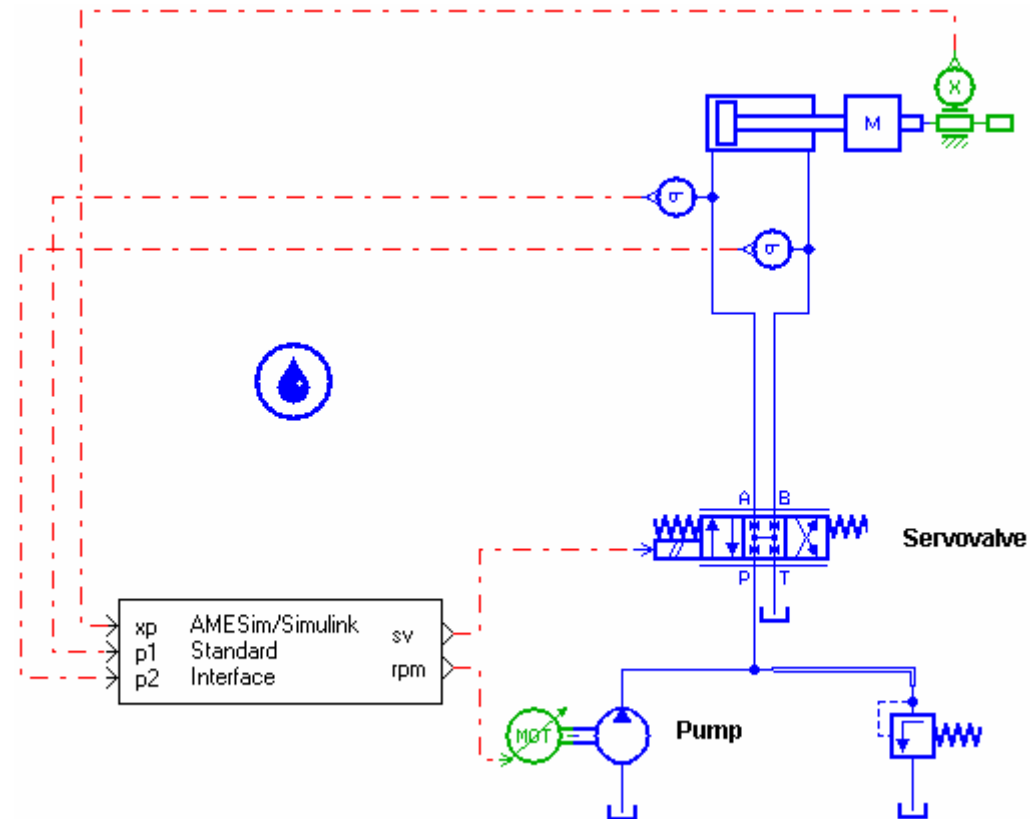 X
M
A B
Servovalve
P T
xp AMESim/Simulink sv
p1 Standard
p2 Interface rpm
MOT
Pump